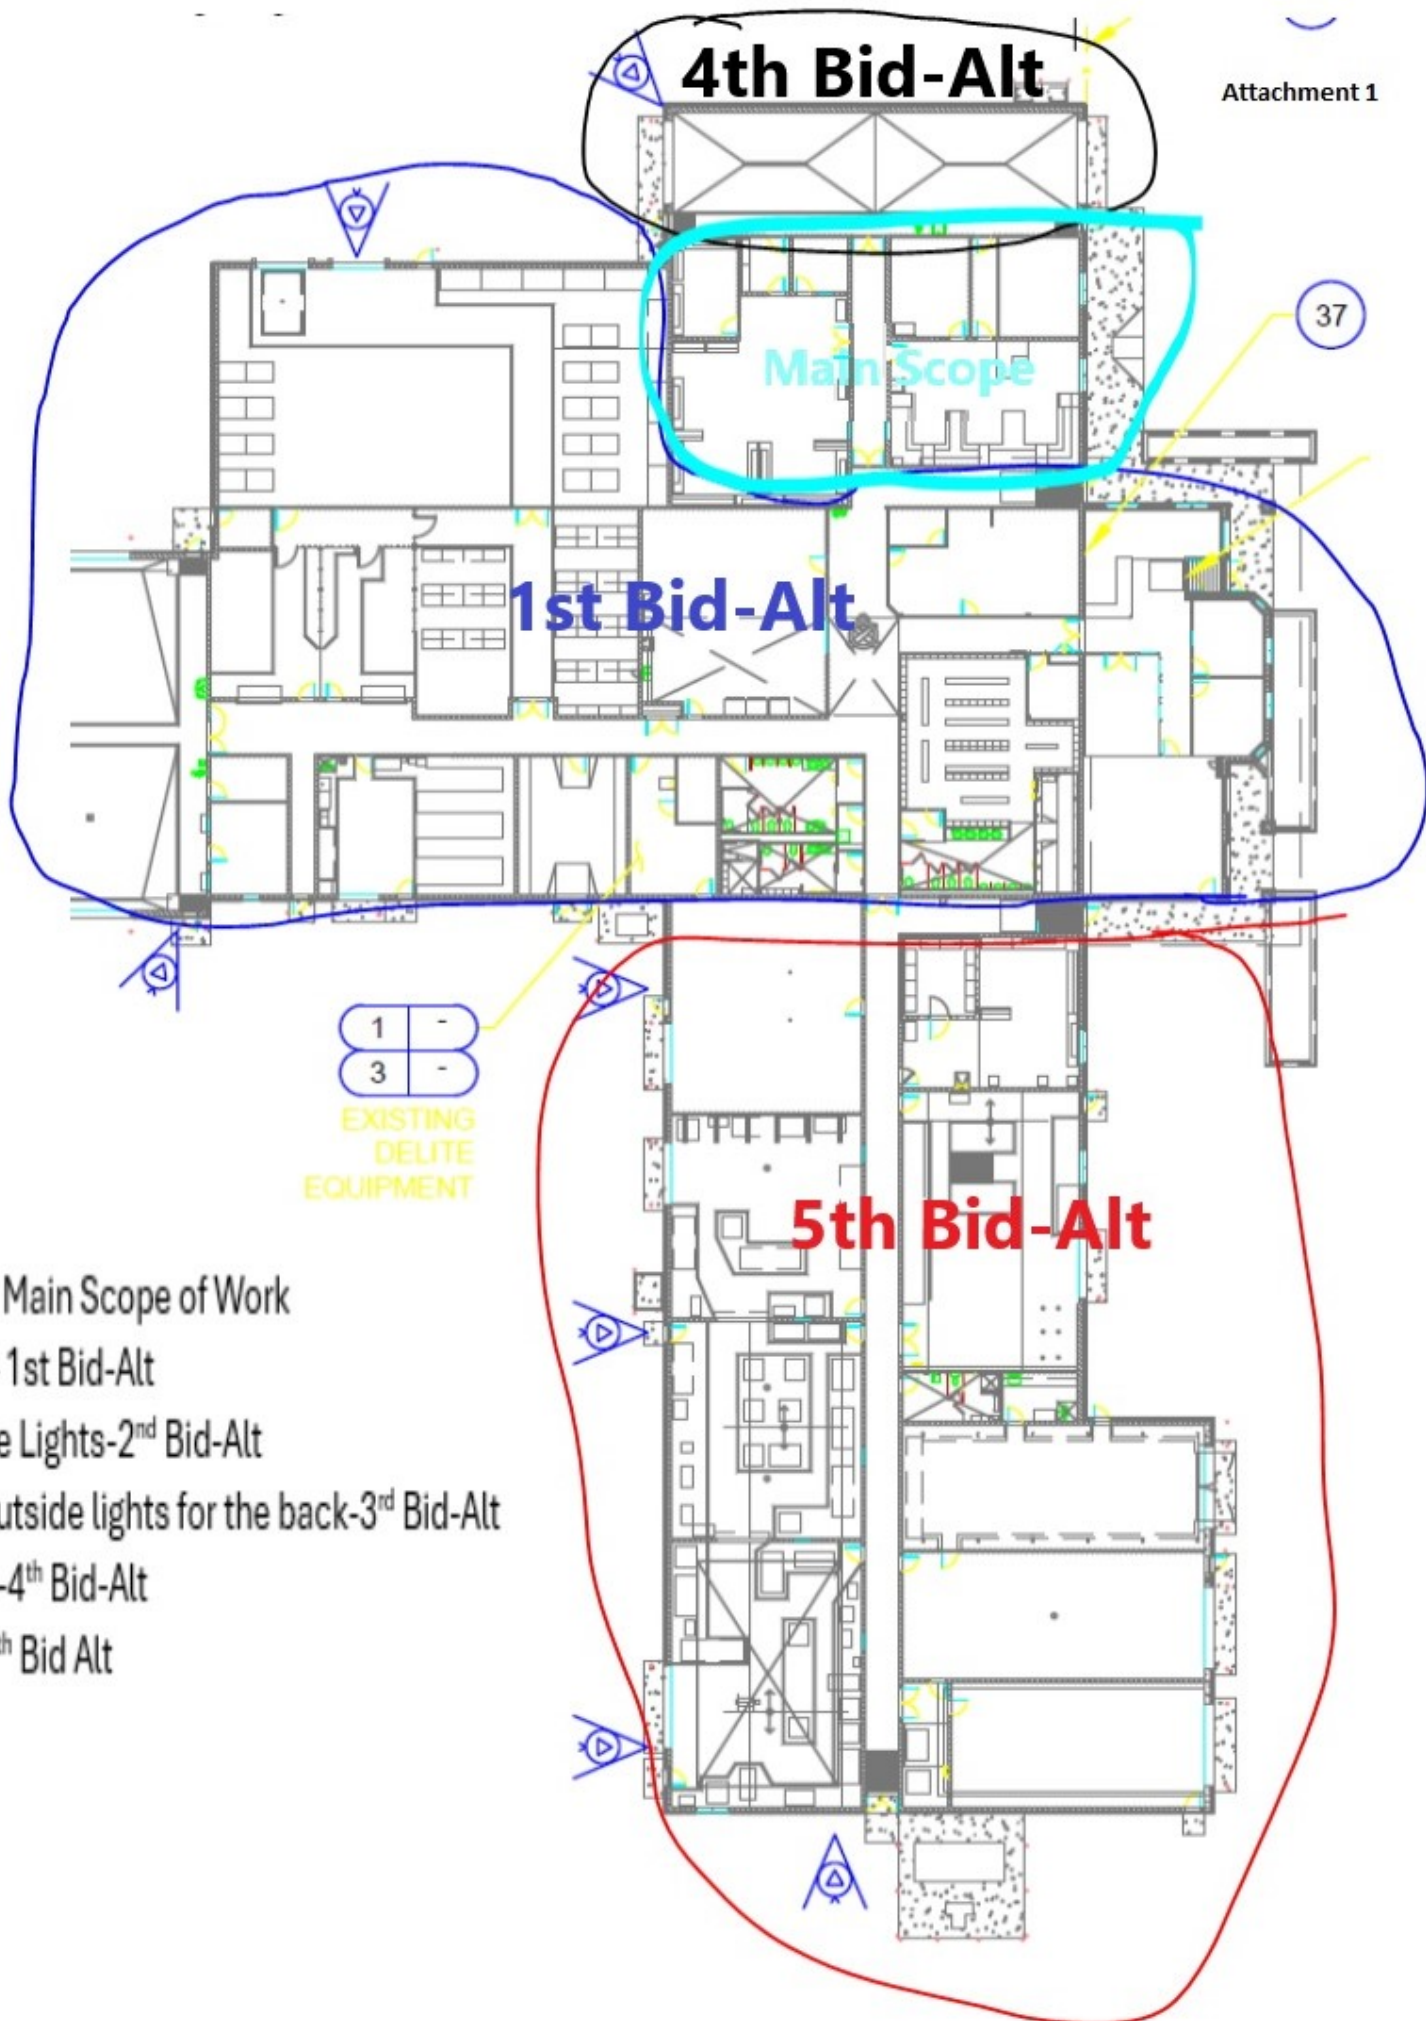 4th Bid-Alt
Attachment 1
37
Main Scope
1st Bid-Alt
1 -
3 -
EXISTING
DELITE
EQUIPMENT
5th Bid-Alt
Main Scope of Work
1st Bid-Alt
Lights-2nd Bid-Alt
lights for the back-3rd Bid-Alt
-4th Bid-Alt
Bid Alt